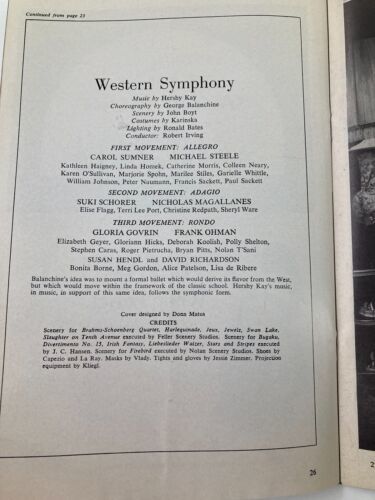 Continued from page 23
Western Symphony
Music by Hershy Kay
Choreography by George Balanchine
Scenery by John Boyt
Costumes by Karinska
Lighting by Ronald Bates
Conductor: Robert Irving
FIRST MOVEMENT: ALLEGRO
CAROL SUMNER MICHAEL STEELE
Kathleen Haigney, Linda Homek, Catherine Morris, Colleen Neary,
Karen O'Sullivan, Marjorie Spohn, Marilee Stiles, Garielle Whittle,
William Johnson, Peter Naumann, Francis Sackett, Paul Sackett
SECOND MOVEMENT: ADAGIO
SUKI SCHORER NICHOLAS MAGALLANES
Elise Flagg, Terri Lee Port, Christine Redpath, Sheryl Ware
THIRD MOVEMENT: RONDO
GLORIA GOVRIN FRANK OHMAN
Elizabeth Geyer, Gloriann Hicks, Deborah Koolish, Polly Shelton,
Stephen Caras, Roger Pietrucha, Bryan Pitts, Nolan T'Sani
SUSAN HENDL and DAVID RICHARDSON
Bonita Borne, Meg Gordon, Alice Patelson, Lisa de Ribere
Balanchine's idea was to mount a formal ballet which would derive its flavor from the West,
but which would move within the framework of the classic school. Hershy Kay's music,
in music, in support of this same idea, follows the symphonic form.
Cover designed by Donn Matus
CREDITS
Scenery for Brahms-Schoenberg Quartet, Harlequinade, Jeux, Jewels, Swan Lake,
Slaughter on Tenth Avenue executed by Feller Scenery Studios. Scenery for Bugaku,
Divertimento No. 15, Irish Fantasy, Liebeslieder Walzer, Stars and Stripes executed
by J. C. Hansen. Scenery for Firebird executed by Nolan Scenery Studios. Shoes by
Capezio and La Ray. Masks by Vlady. Tights and gloves by Jessie Zimmer. Projection
equipment by Kliegl.
26
2